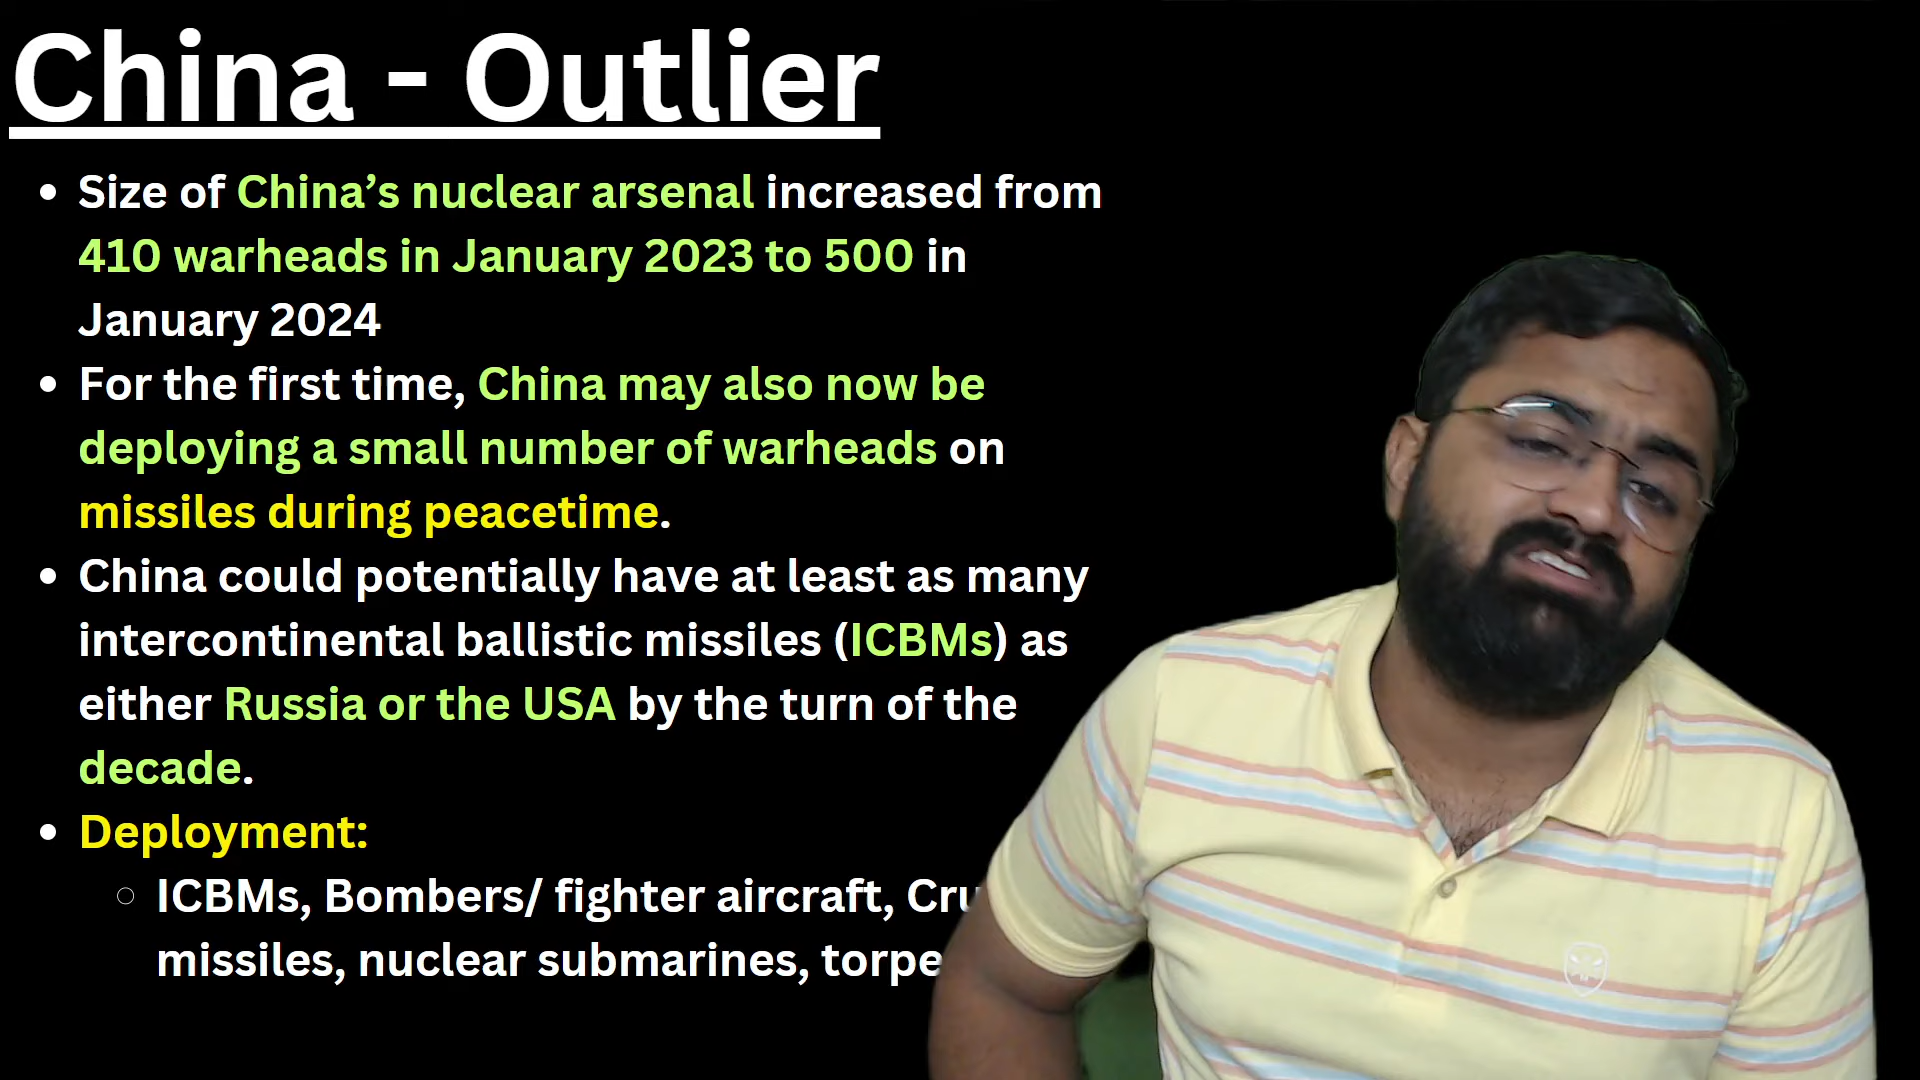 China - Outlier
• Size of China’s nuclear arsenal increased from
410 warheads in January 2023 to 500 in
January 2024
• For the first time, China may also now be
deploying a small number of warheads on
missiles during peacetime.
• China could potentially have at least as many
intercontinental ballistic missiles (ICBMs) as
either Russia or the USA by the turn of the
decade.
• Deployment:
○ ICBMs, Bombers/ fighter aircraft,
missiles, nuclear submarines,